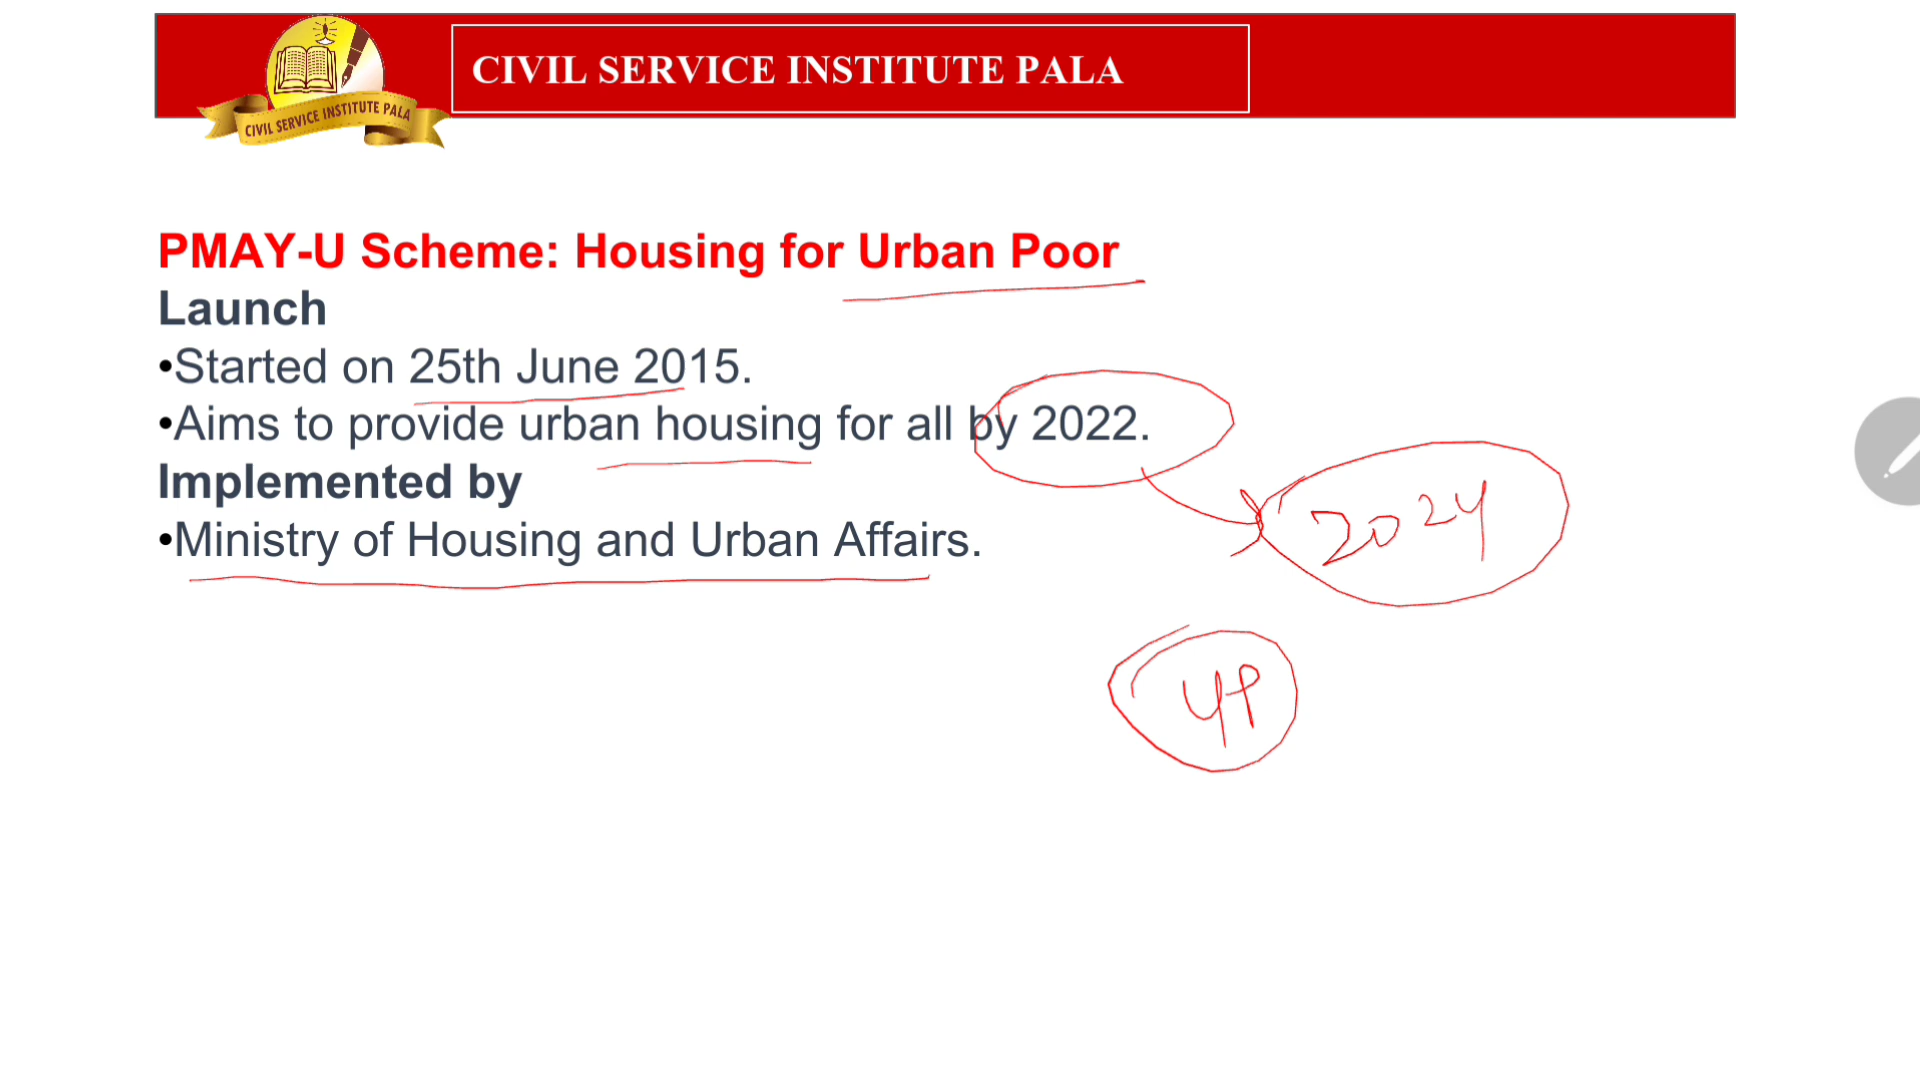 CIVIL SERVICE INSTITUTE PALA
CIVIL SERVICE INSTITUTE PALA
PMAY-U Scheme: Housing for Urban Poor
Launch
•Started on 25th June 2015.
•Aims to provide urban housing for all by 2022.
Implemented by
•Ministry of Housing and Urban Affairs.
2024